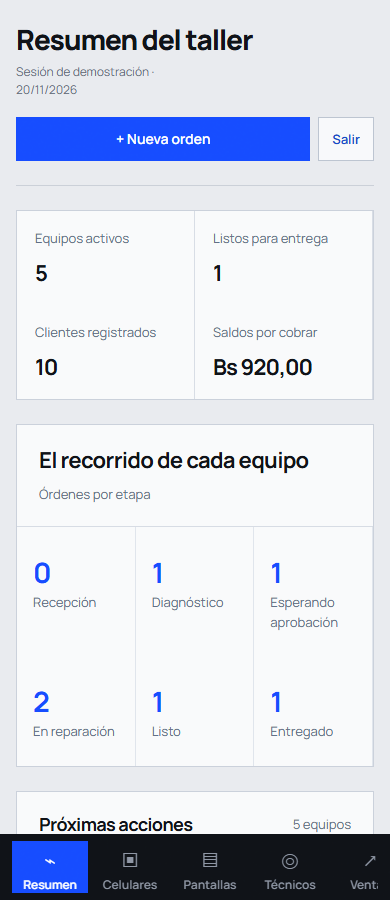 Resumen del taller
Sesión de demostración ·
20/11/2026
+ Nueva orden
Salir
Equipos activos
5
Listos para entrega
1
Clientes registrados
10
Saldos por cobrar
Bs 920,00
El recorrido de cada equipo
Órdenes por etapa
0
Recepción
1
Diagnóstico
1
Esperando
aprobación
2
En reparación
1
Listo
1
Entregado
Próximas acciones
5 equipos
Resumen
Celulares
Pantallas
Técnicos
Vent